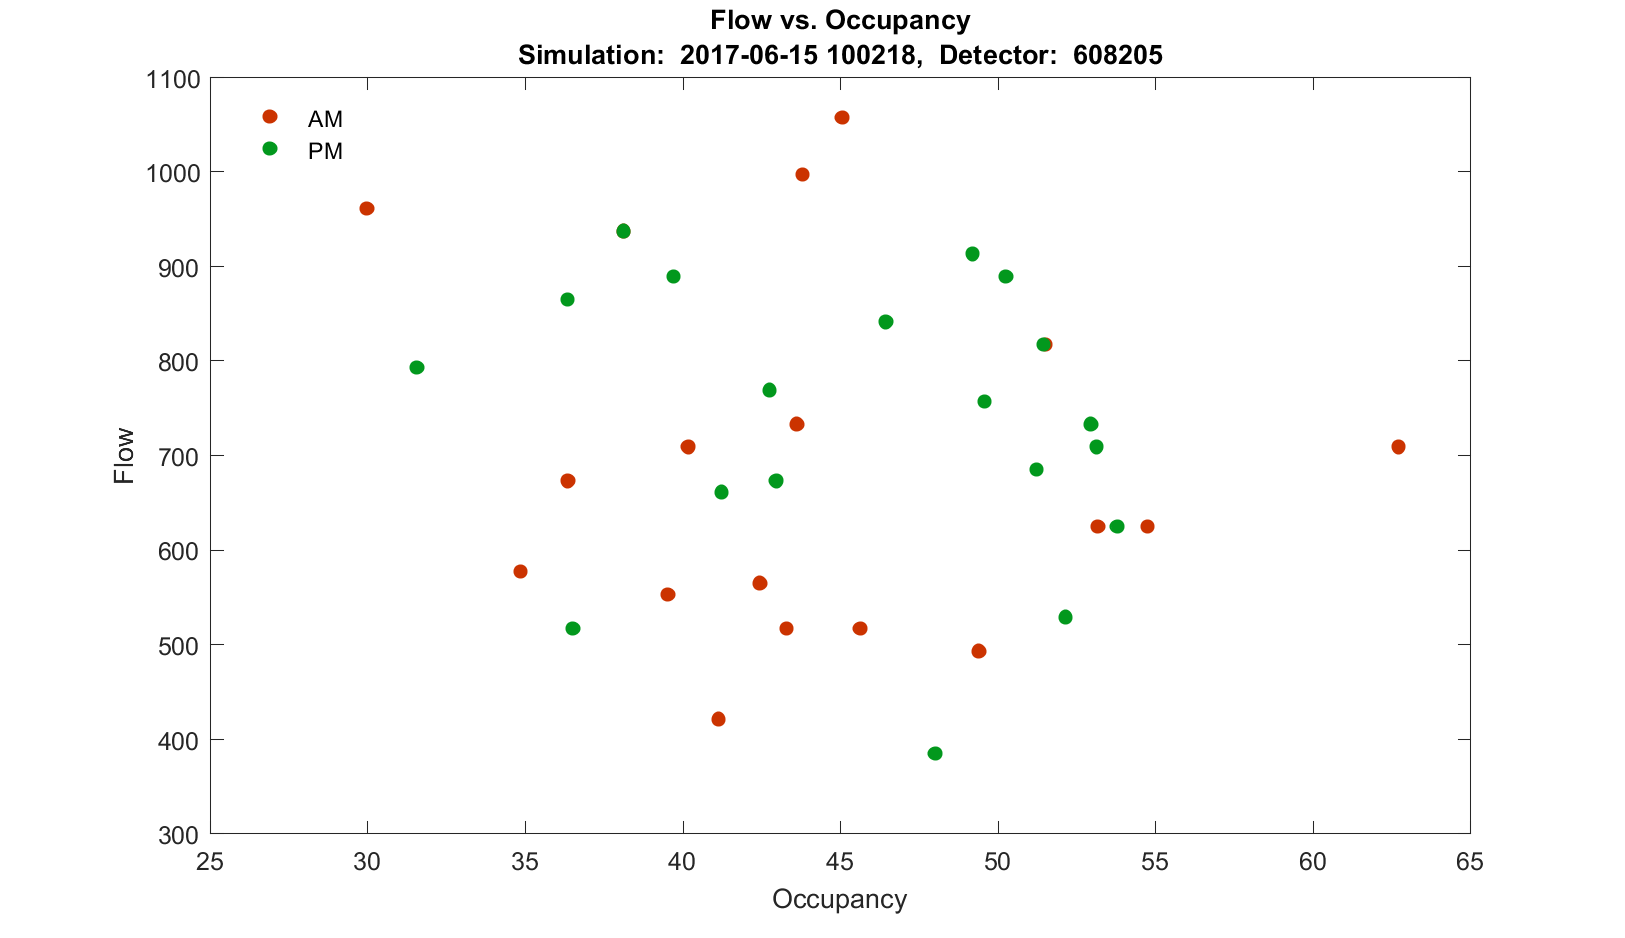 Flow vs. Occupancy
Simulation:  2017-06-15 100218,  Detector:  608205
AM
PM
1100
1000
900
800
700
600
500
400
300
Flow
25 30 35 40 45 50 55 60 65
Occupancy